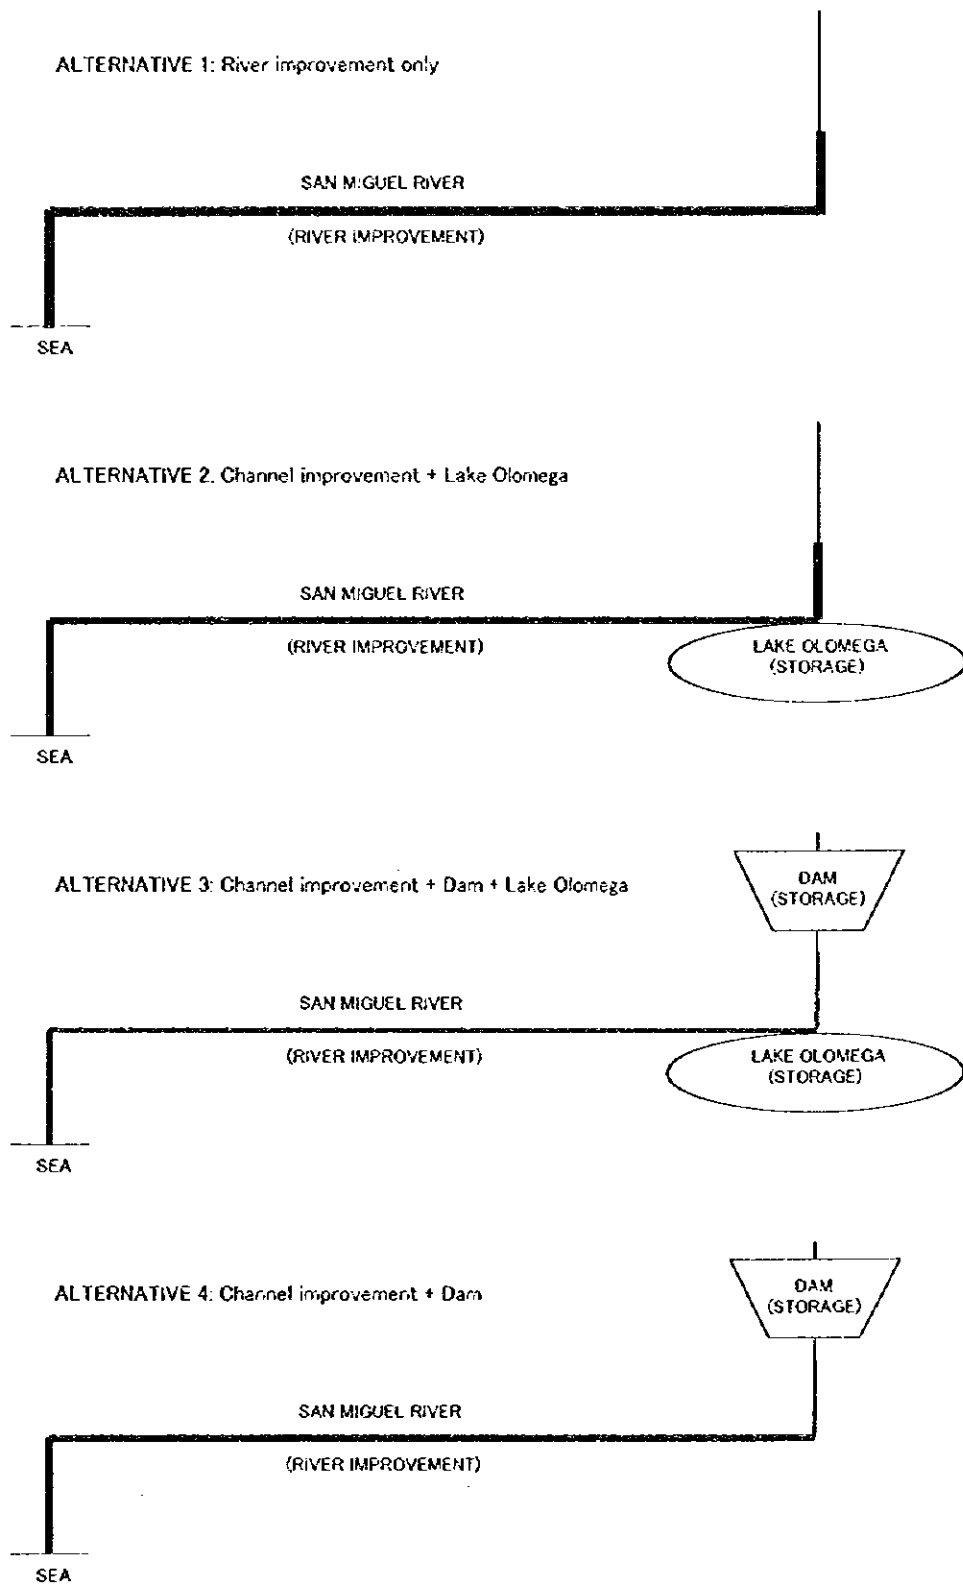 ALTERNATIVE 1: River improvement only
SAN MIGUEL RIVER
(RIVER IMPROVEMENT)
SEA
ALTERNATIVE 2. Channel improvement + Lake Olomega
SAN MIGUEL RIVER
(RIVER IMPROVEMENT)
LAKE OLOMEGA
(STORAGE)
SEA
DAM
(STORAGE)
ALTERNATIVE 3: Channel improvement + Dam + Lake Olomega
SAN MIGUEL RIVER
(RIVER IMPROVEMENT)
LAKE OLOMEGA
(STORAGE)
SEA
DAM
(STORAGE)
ALTERNATIVE 4: Channel improvement + Dam
SAN MIGUEL RIVER
(RIVER IMPROVEMENT)
SEA